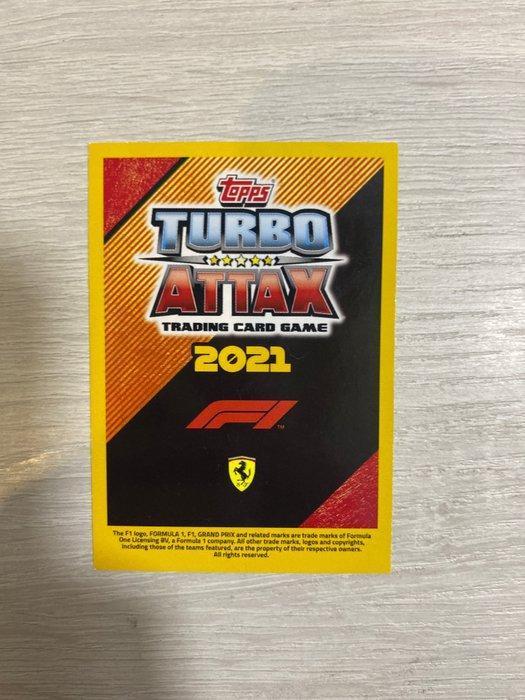 topps
TURBO
ATTAX
TRADING CARD GAME
2021
F1
TM
The F1 logo, FORMULA 1, F1, GRAND PRIX and related marks are trade marks of Formula
One Licensing BV, a Formula 1 company. All other trade marks, logos and copyrights,
including those of the teams featured, are the property of their respective owners.
All rights reserved.